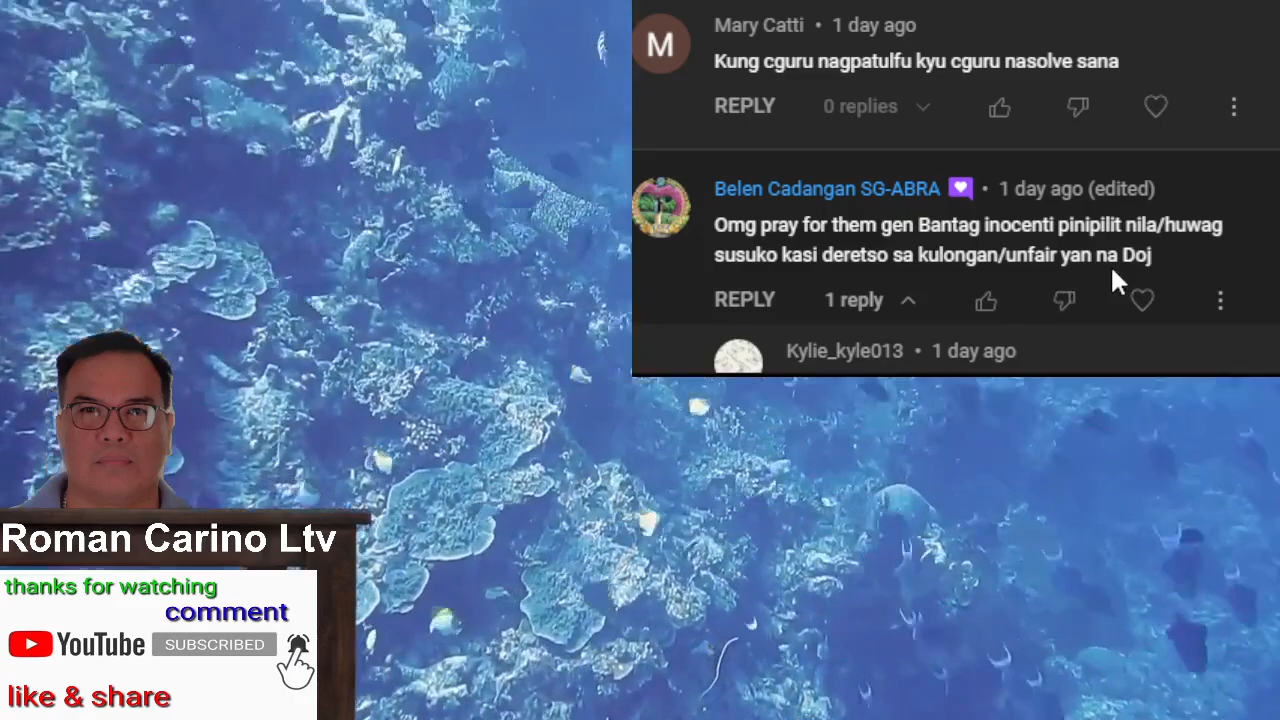 M
Mary Catti • 1 day ago
Kung cguru nagpatulfu kyu cguru nasolve sana
REPLY 0 replies
Belen Cadangan SG-ABRA • 1 day ago (edited)
Omg pray for them gen Bantag inocenti pinipilit nila/huwag
susuko kasi deretso sa kulongan/unfair yan na Doj
REPLY 1 reply
Kylie_kyle013 • 1 day ago
Roman Carino Ltv
thanks for watching
comment
YouTube SUBSCRIBED
like & share